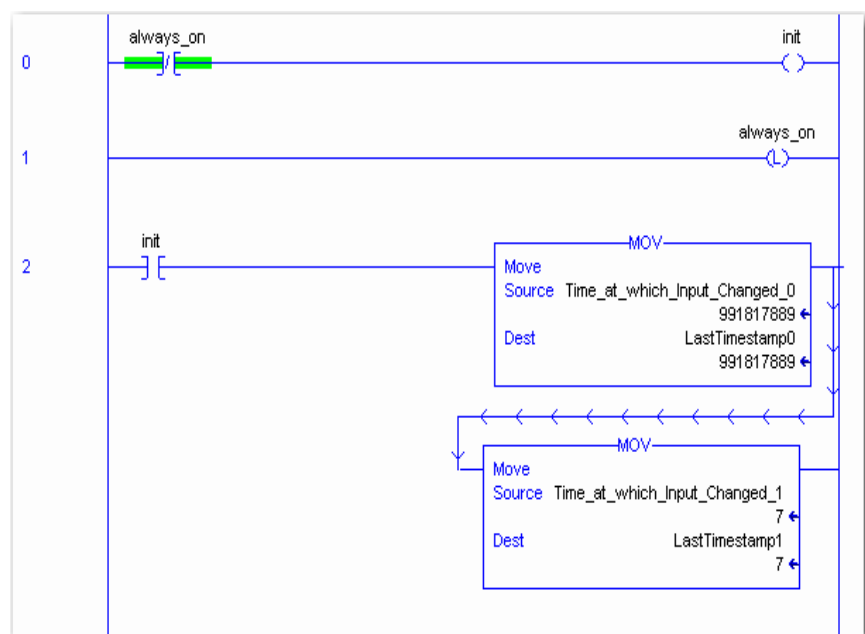 always_on
init
0
always_on
1
L
init
2
MOV
Move
Source Time_at_which_Input_Changed_0
991817889
Dest LastTimestamp0
991817889
MOV
Move
Source Time_at_which_Input_Changed_1
7
Dest LastTimestamp1
7